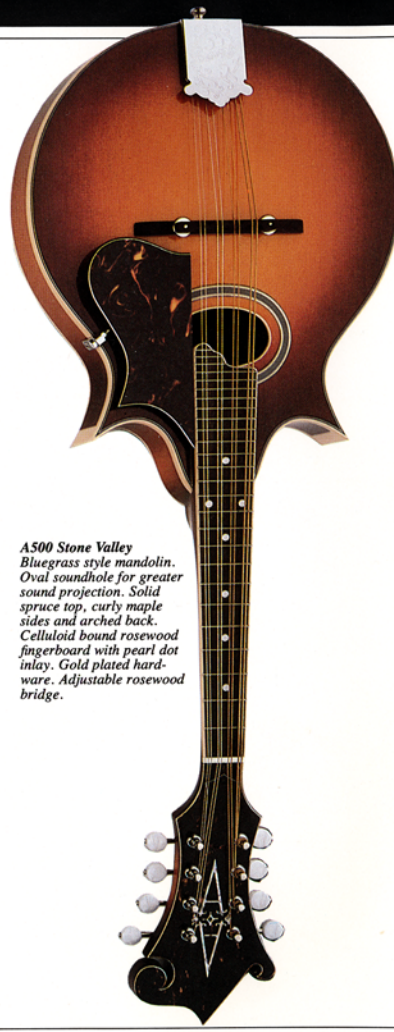 A500 Stone Valley
Bluegrass style mandolin.
Oval soundhole for greater
sound projection. Solid
spruce top, curly maple
sides and arched back.
Celluloid bound rosewood
fingerboard with pearl dot
inlay. Gold plated hard-
ware. Adjustable rosewood
bridge.